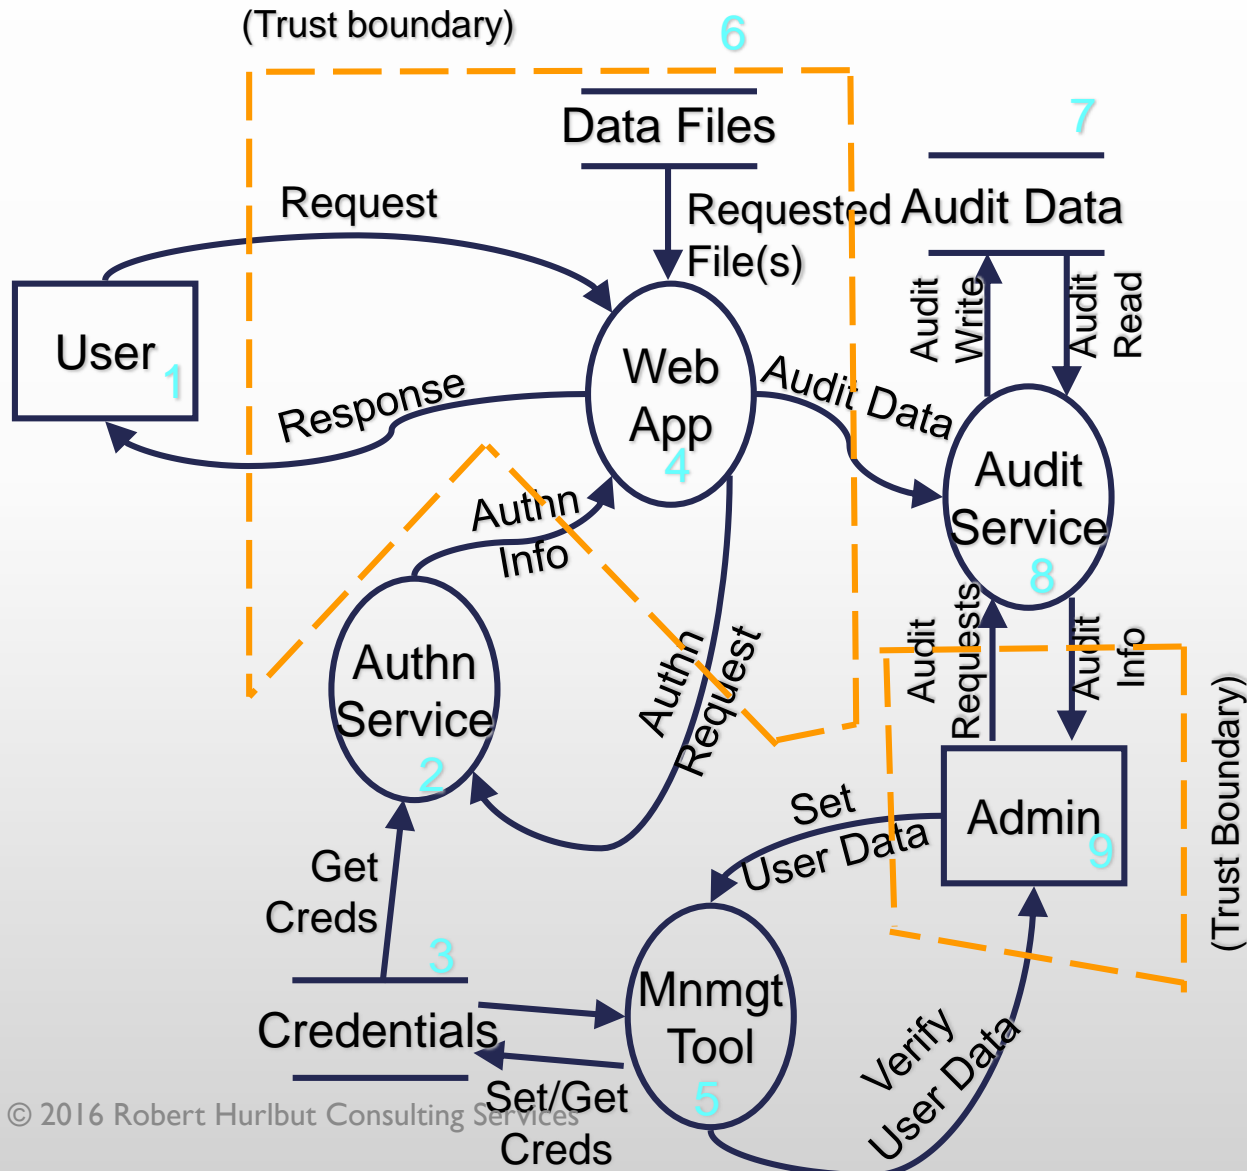 (Trust boundary)
6
Data Files
7
Request
Requested
File(s)
Audit Data
Audit
Write
Audit
Read
User
1
Web
App
4
Response
Audit Data
Audit
Service
8
Authn
Info
Authn
Service
2
Authn
Request
Audit
Requests
Audit
Info
(Trust Boundary)
Set
User Data
Admin
9
Get
Creds
3
Credentials
Mnmgt
Tool
5
Verify
User Data
Set/Get
Creds
© 2016 Robert Hurlbut Consulting Services